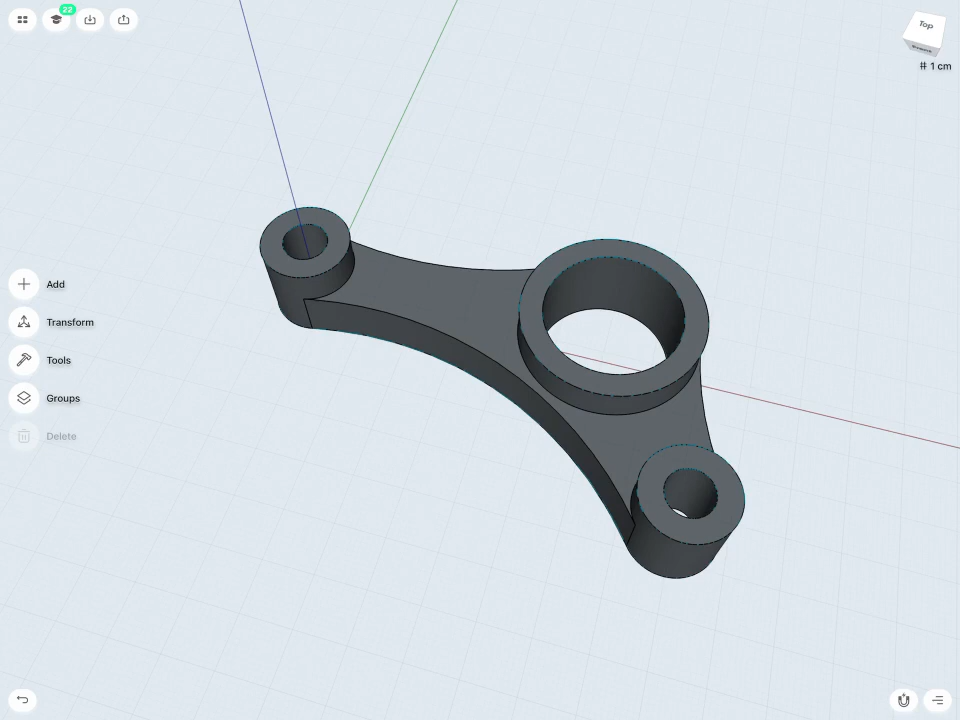 22
Top
# 1 cm
Add
Transform
Tools
Groups
Delete